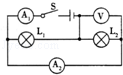 A₁ S V
L₁ L₂
A₂